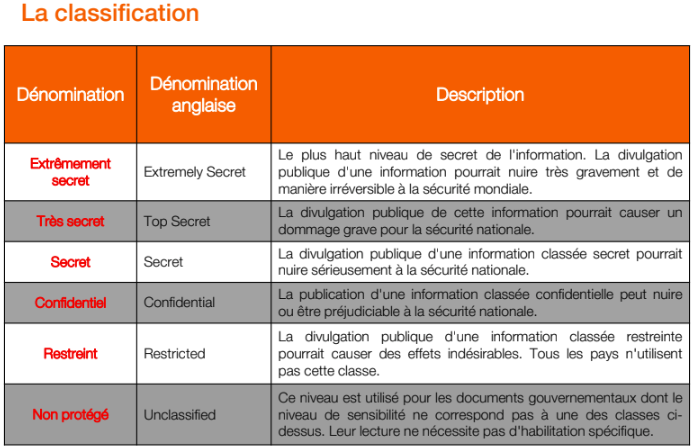 La classification
Dénomination
Dénomination
anglaise
Description
Extrêmement
secret
Extremely Secret
Le plus haut niveau de secret de l'information. La divulgation
publique d'une information pourrait nuire très gravement et de
manière irréversible à la sécurité mondiale.
Très secret
Top Secret
La divulgation publique de cette information pourrait causer un
dommage grave pour la sécurité nationale.
Secret
Secret
La divulgation publique d'une information classée secret pourrait
nuire sérieusement à la sécurité nationale.
Confidentiel
Confidential
La publication d'une information classée confidentielle peut nuire
ou être préjudiciable à la sécurité nationale.
Restreint
Restricted
La divulgation publique d'une information classée restreinte
pourrait causer des effets indésirables. Tous les pays n'utilisent
pas cette classe.
Non protégé
Unclassified
Ce niveau est utilisé pour les documents gouvernementaux dont le
niveau de sensibilité ne correspond pas à une des classes ci-
dessus. Leur lecture ne nécessite pas d'habilitation spécifique.